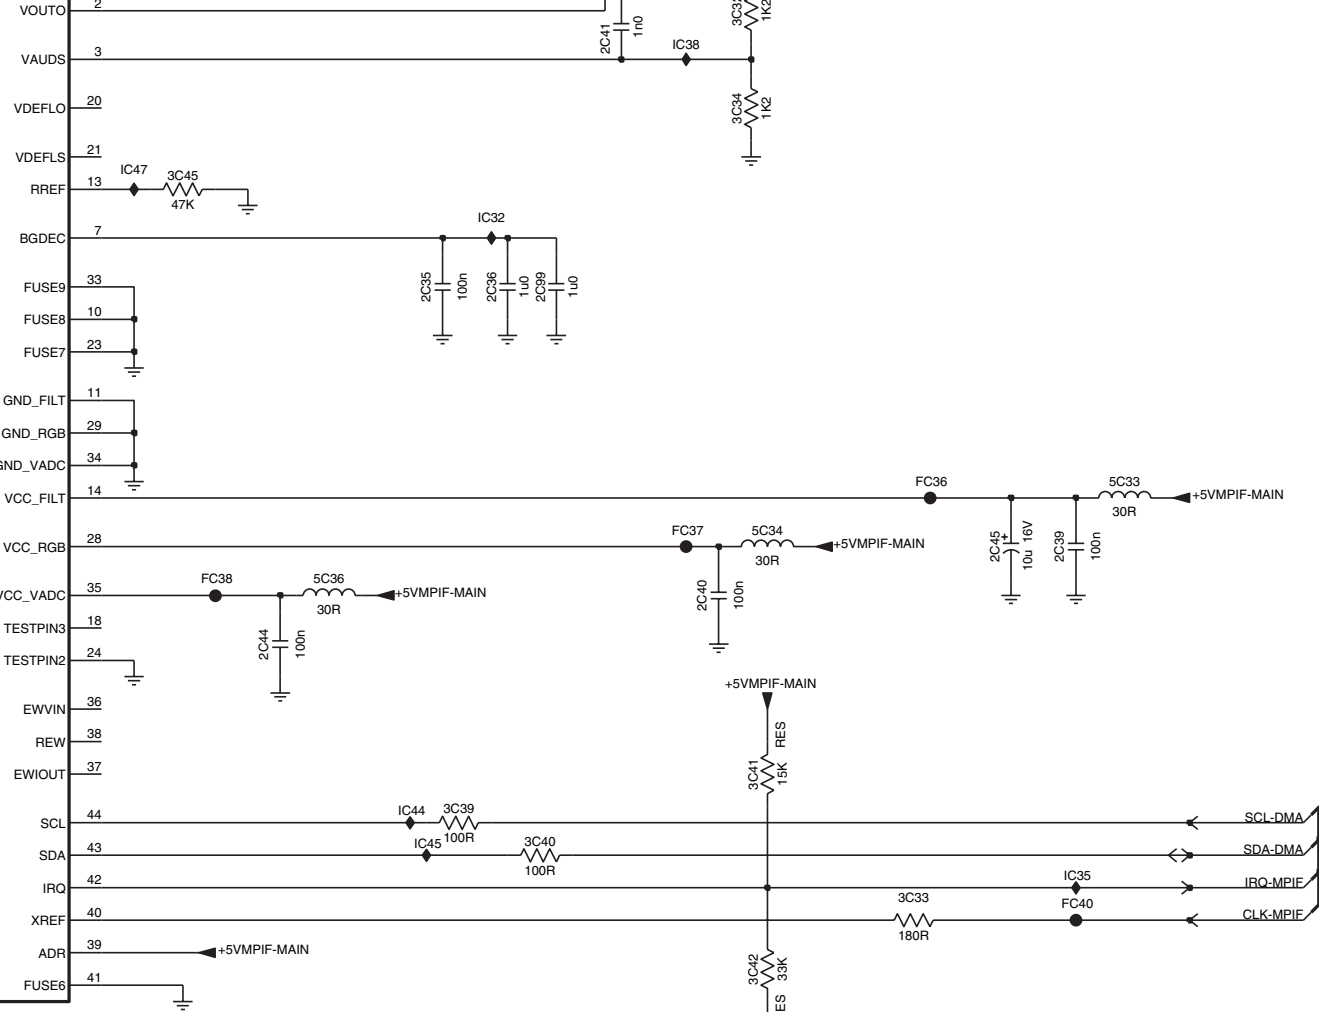 VOUTO 2
2C41 1n0
1K2
VAUDS 3 IC38
VDEFLO 20
3C34 1K2
VDEFLS 21
IC47
RREF 13 3C45
47K
IC32
BGDEC 7
2C35 100n 2C36 1u0 2C99 1u0
FUSE9 33
FUSE8 10
FUSE7 23
GND_FILT 11
GND_RGB 29
GND_VADC 34
VCC_FILT 14 FC36 5C33 +5VMPIF-MAIN
30R
2C45 + 10u 16V 2C39 100n
VCC_RGB 28 FC37 5C34 +5VMPIF-MAIN
30R
2C40 100n
VCC_VADC 35 FC38 5C36 +5VMPIF-MAIN
30R
2C44 100n
TESTPIN3 18
TESTPIN2 24
+5VMPIF-MAIN
EWVIN 36
RES
REW 38
3C41 15K
EWIOUT 37
SCL 44 IC44 3C39 SCL-DMA
100R
SDA 43 IC45 3C40 SDA-DMA
100R
IRQ 42 IC35 IRQ-MPIF
XREF 40 3C33 FC40 CLK-MPIF
180R
ADR 39 +5VMPIF-MAIN
3C42 33K
FUSE6 41
ES